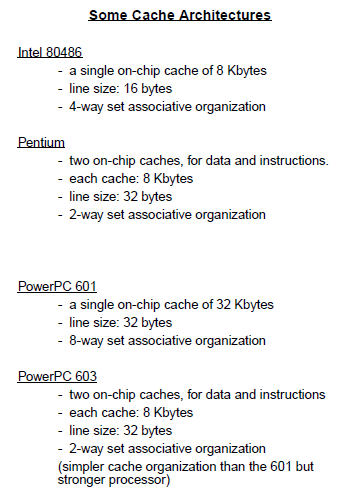 Some Cache Architectures
Intel 80486
- a single on-chip cache of 8 Kbytes
- line size: 16 bytes
- 4-way set associative organization
Pentium
- two on-chip caches, for data and instructions.
- each cache: 8 Kbytes
- line size: 32 bytes
- 2-way set associative organization
PowerPC 601
- a single on-chip cache of 32 Kbytes
- line size: 32 bytes
- 8-way set associative organization
PowerPC 603
- two on-chip caches, for data and instructions
- each cache: 8 Kbytes
- line size: 32 bytes
- 2-way set associative organization
(simpler cache organization than the 601 but
stronger processor)